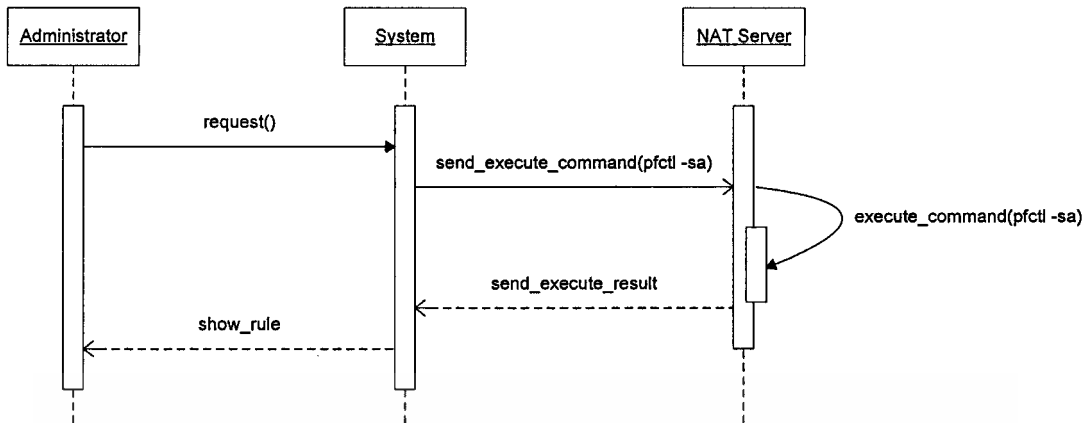 Administrator
System
NAT Server
request()
send_execute_command(pfctl -sa)
execute_command(pfctl -sa)
send_execute_result
show_rule